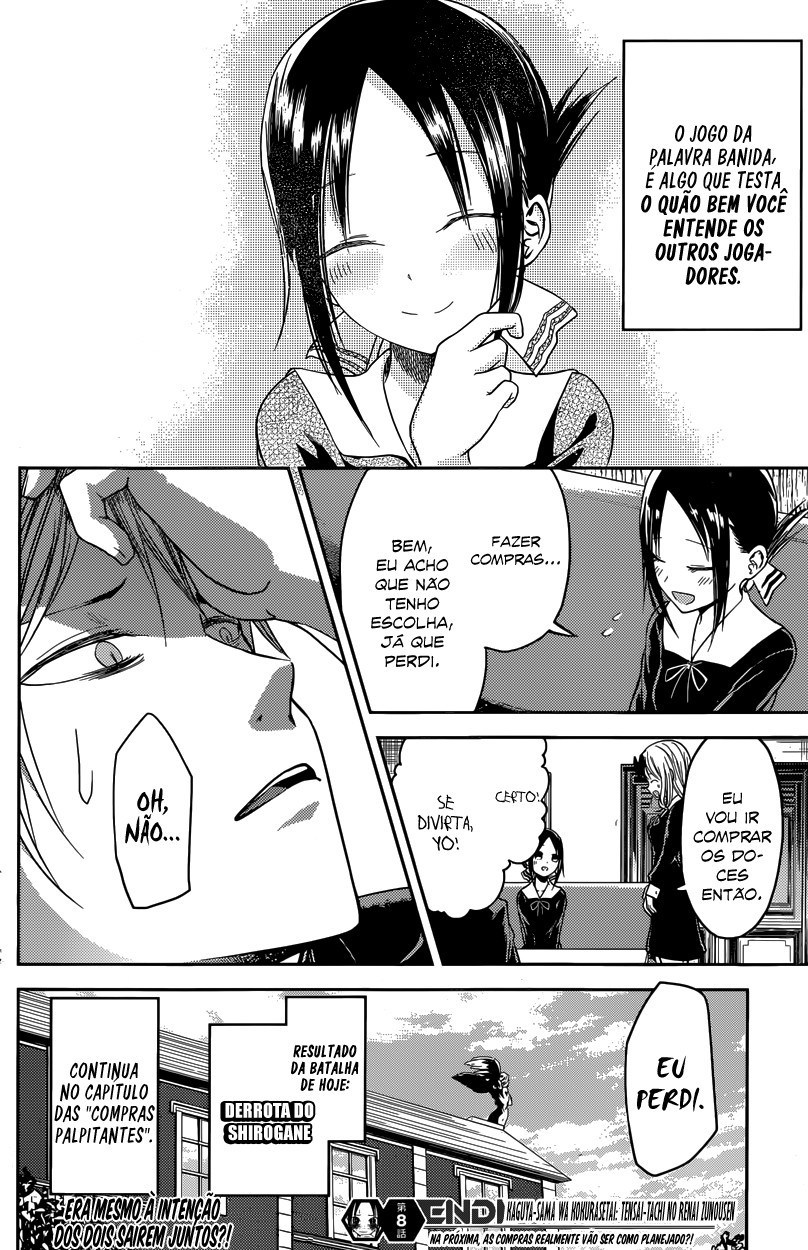 O JOGO DA
PALAVRA BANIDA,
É ALGO QUE TESTA
O QUÃO BEM VOCÊ
ENTENDE OS
OUTROS JOGA-
DORES.
FAZER
COMPRAS...
BEM,
EU ACHO
QUE NÃO
TENHO
ESCOLHA,
JÁ QUE
PERDI.
OH,
NÃO...
EU
VOU IR
COMPRAR
OS DO-
CES
ENTÃO.
CERTO!
SE
DIVIRTA,
YO!
EU
PERDI.
RESULTADO
DA BATALHA
DE HOJE:
DERROTA DO
SHIROGANE
CONTINUA
NO CAPITULO
DAS "COMPRAS
PALPITANTES".
ERA MESMO À INTENÇÃO
DOS DOIS SAIREM JUNTOS?!
第8話
END
KAGUYA-SAMA WA KOKURASETAI: TENSAI-TACHI NO RENAI ZUNOUSEN
NA PRÓXIMA, AS COMPRAS REALMENTE VÃO SER COMO PLANEJADO?!